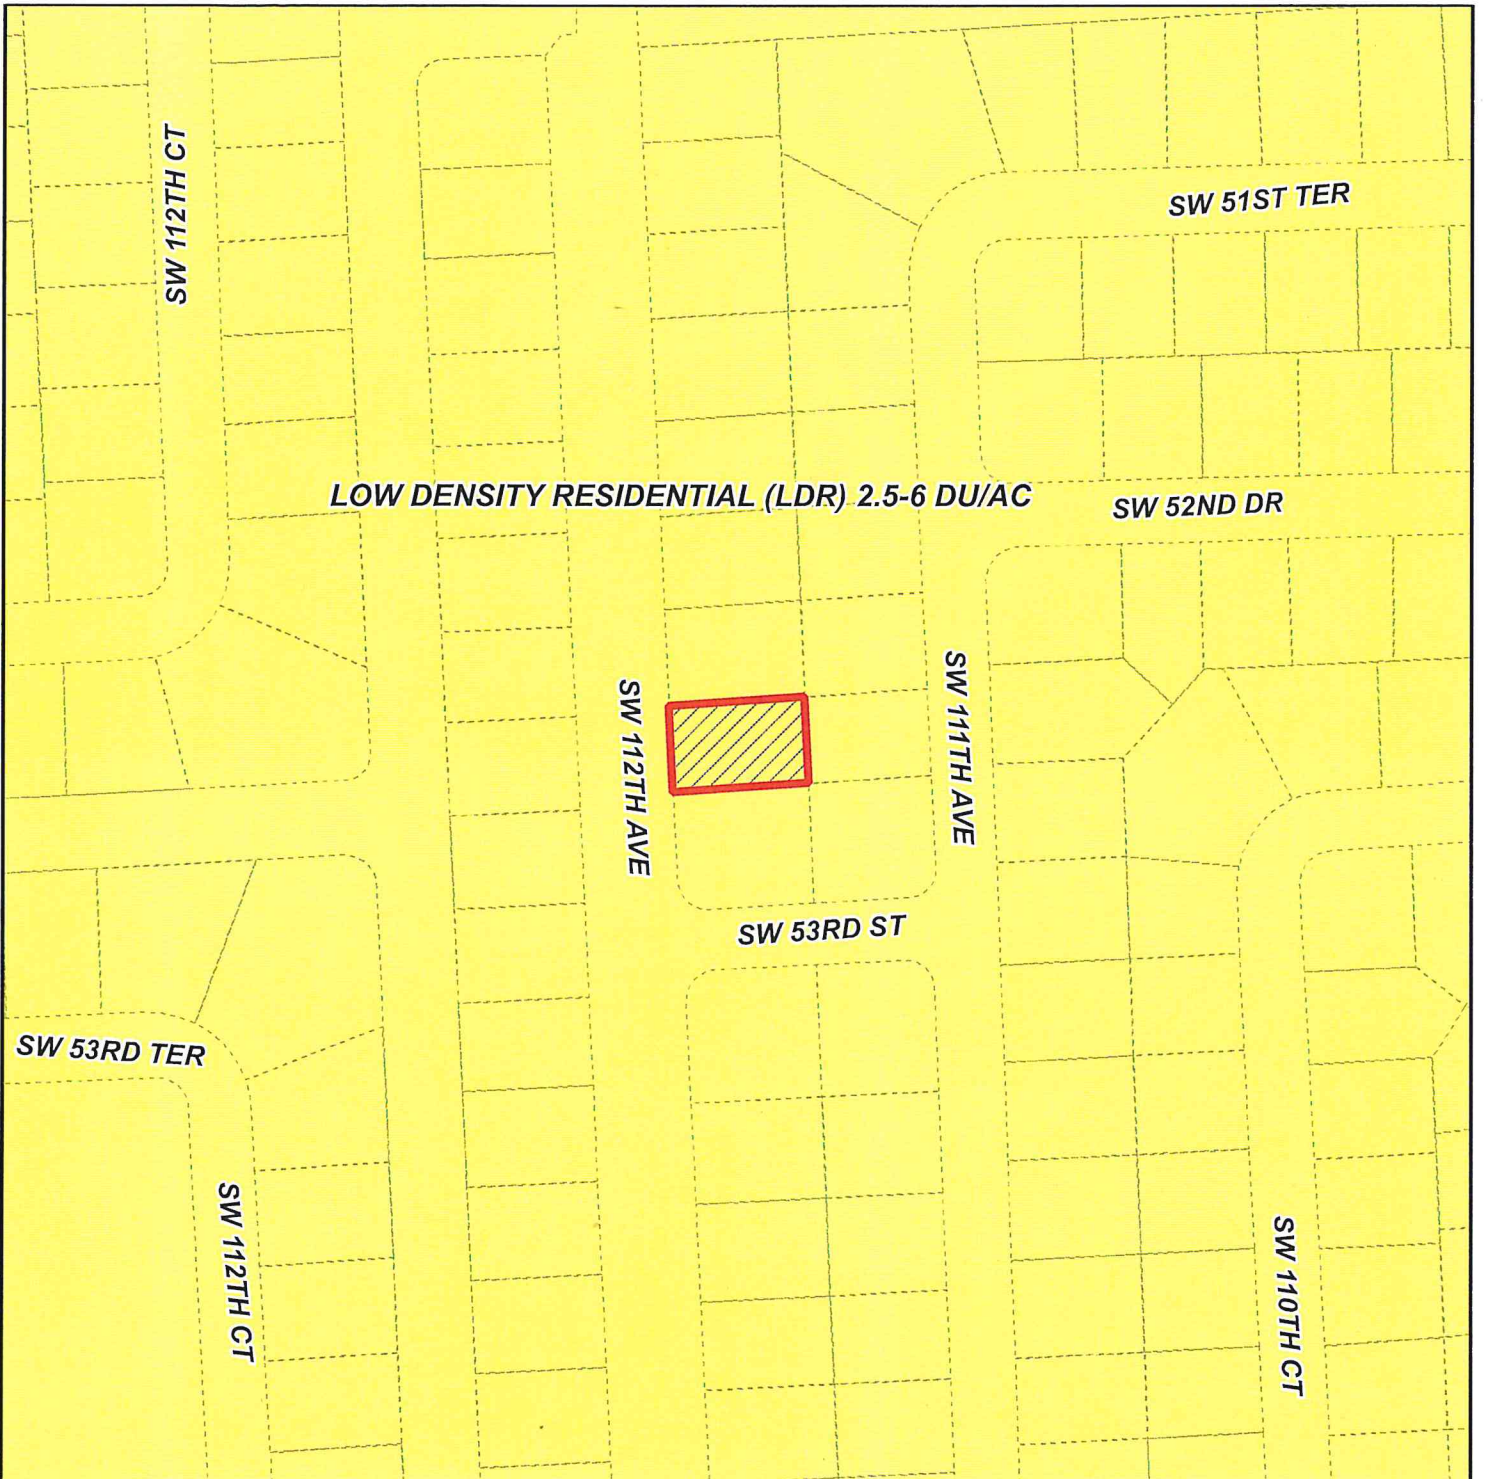 SW 112TH CT
SW 51ST TER
LOW DENSITY RESIDENTIAL (LDR) 2.5-6 DU/AC
SW 52ND DR
SW 112TH AVE
SW 111TH AVE
SW 53RD ST
SW 53RD TER
SW 112TH CT
SW 110TH CT